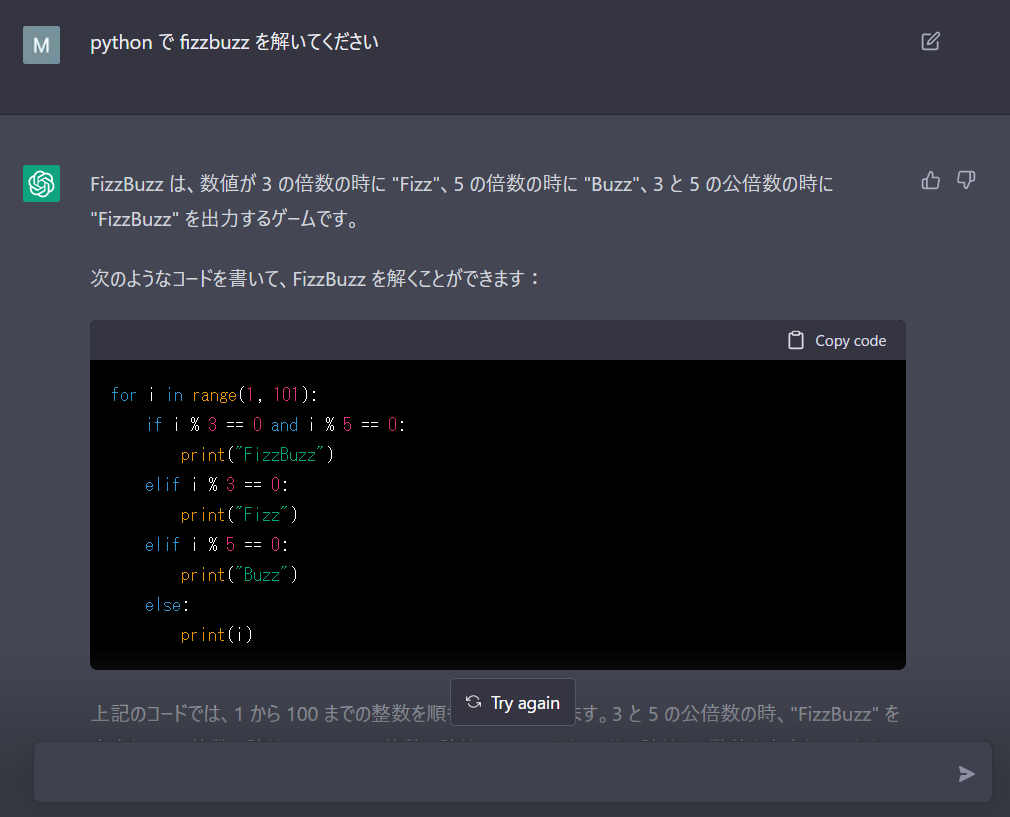 M
python で fizzbuzz を解いてください
FizzBuzz は、数値が 3 の倍数の時に "Fizz"、5 の倍数の時に "Buzz"、3 と 5 の公倍数の時に
"FizzBuzz" を出力するゲームです。
次のようなコードを書いて、FizzBuzz を解くことができます：
Copy code
for i in range(1, 101):
    if i % 3 == 0 and i % 5 == 0:
        print("FizzBuzz")
    elif i % 3 == 0:
        print("Fizz")
    elif i % 5 == 0:
        print("Buzz")
    else:
        print(i)
Try again
上記のコードでは、1 から 100 までの整数を順 ます。3 と 5 の公倍数の時、"FizzBuzz" を